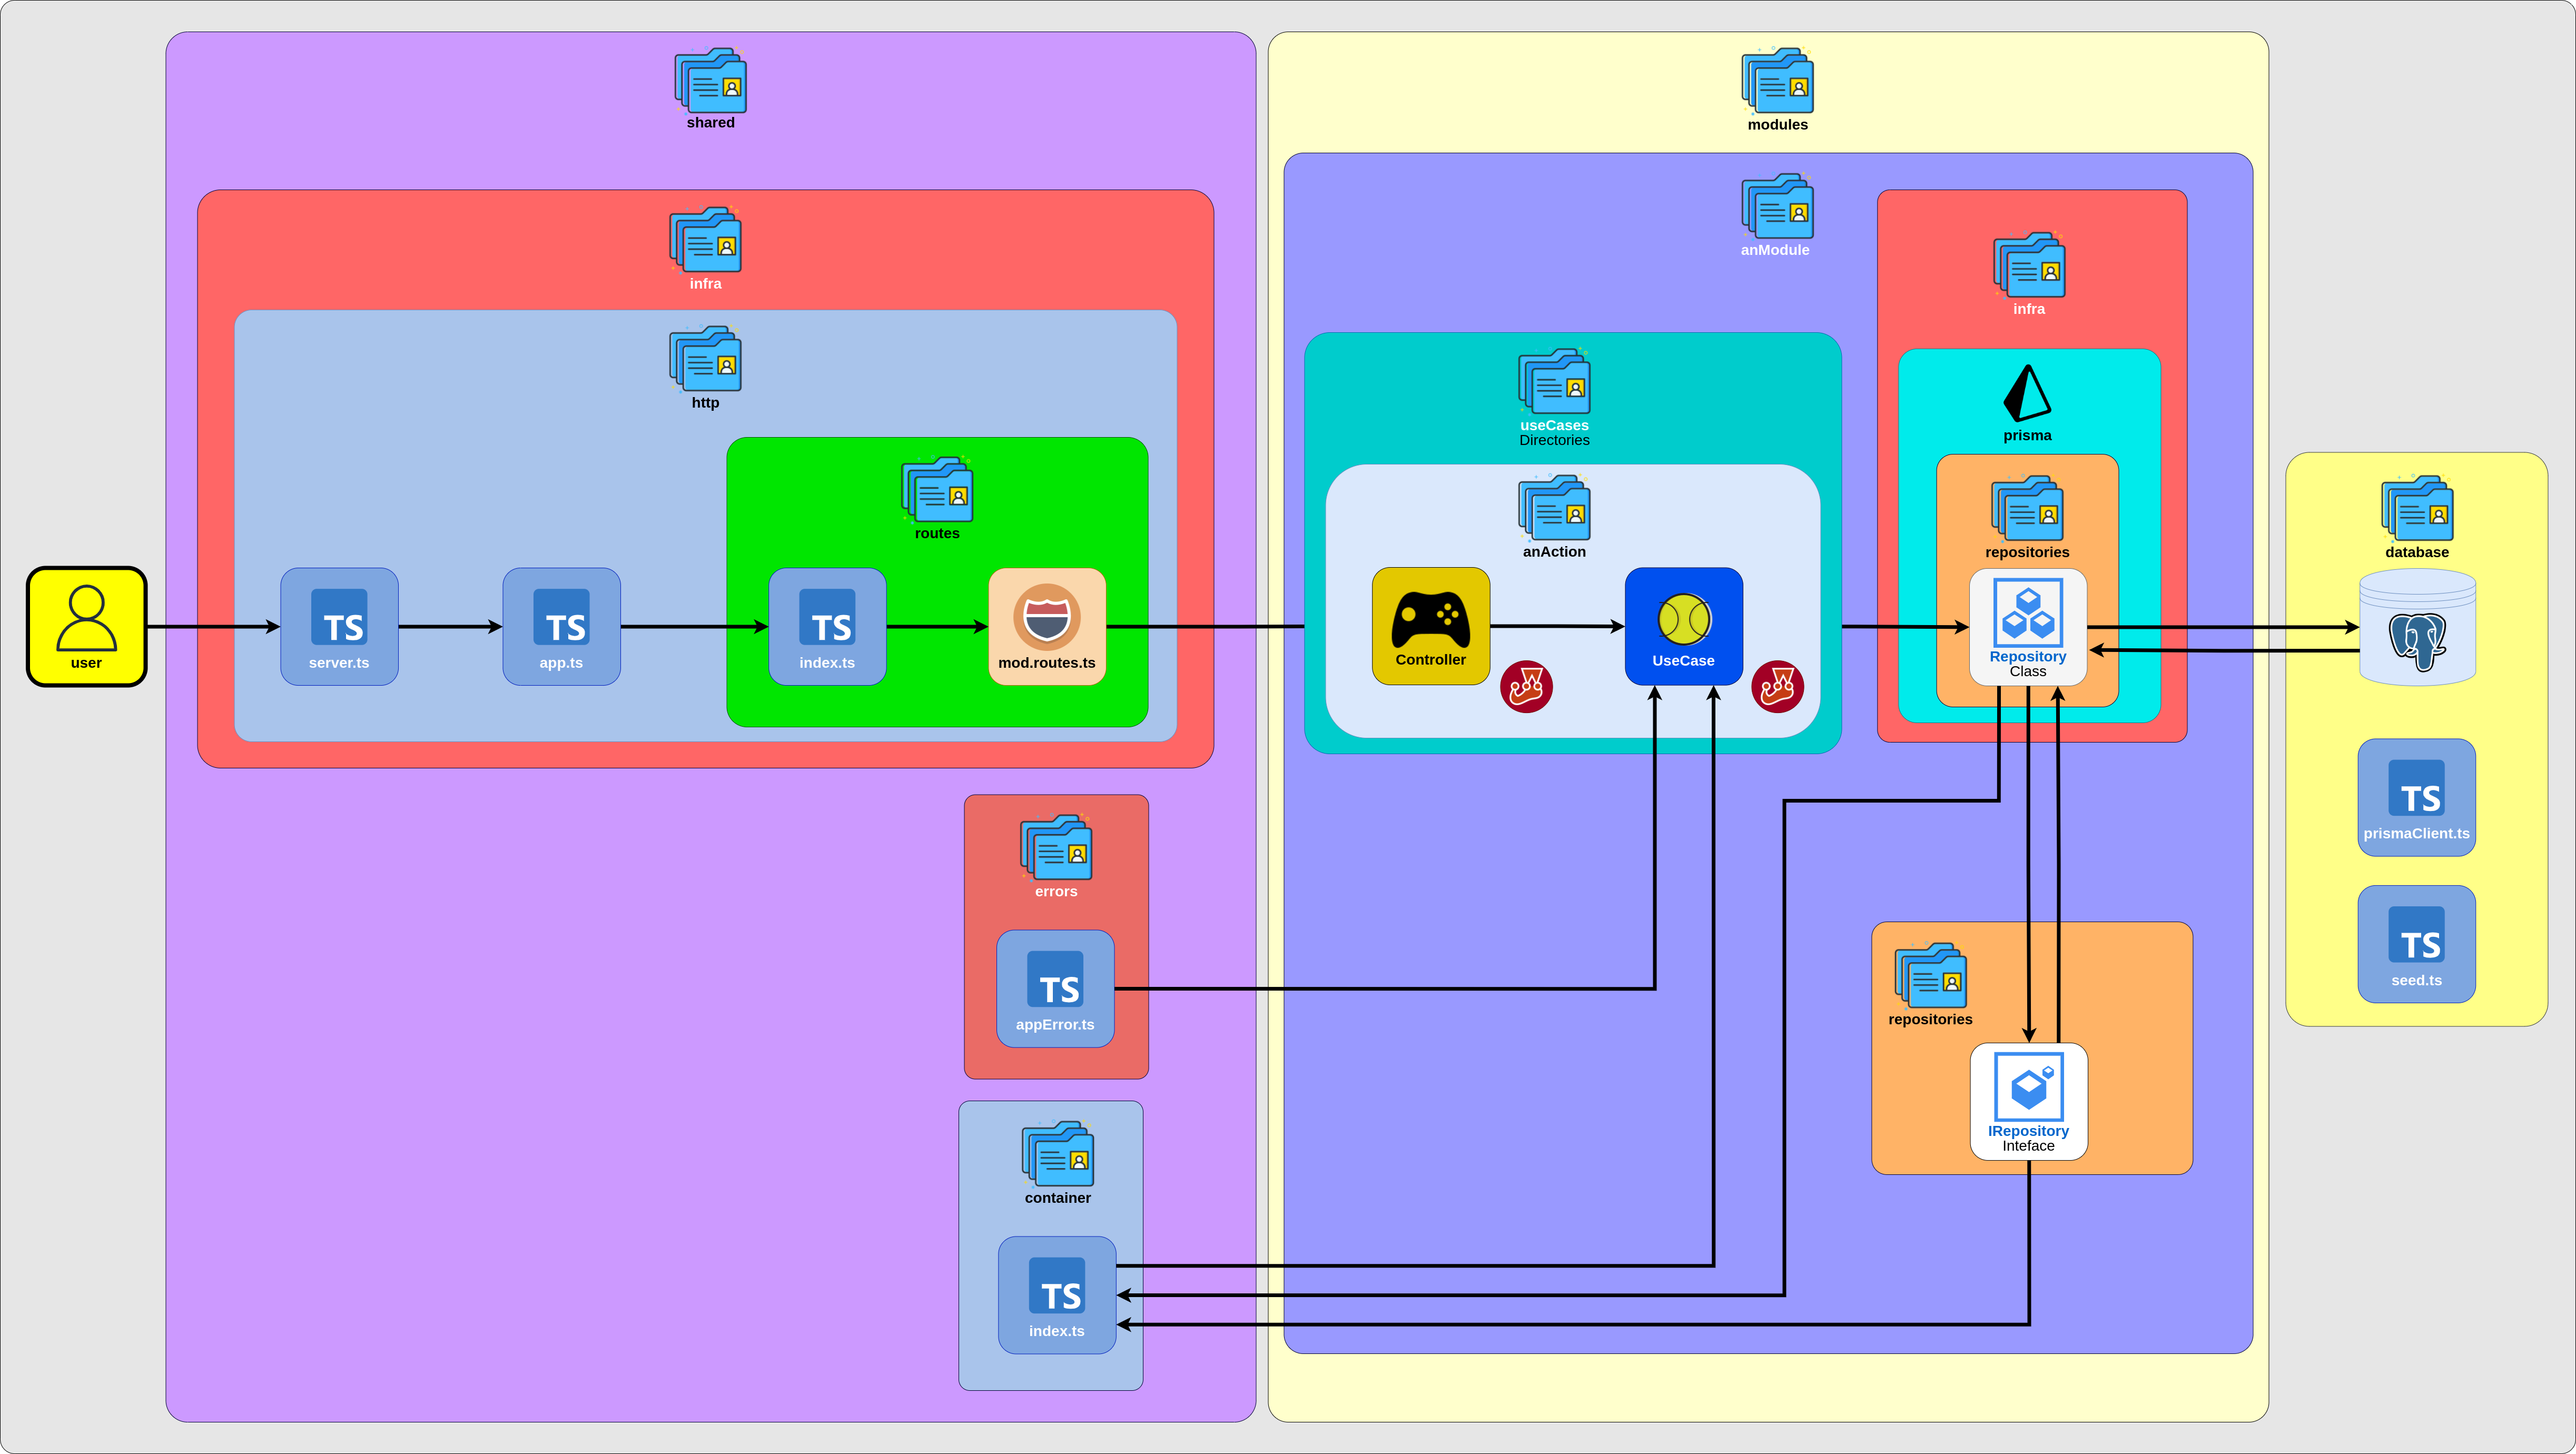 shared
modules
infra
anModule
infra
http
useCases
Directories
prisma
routes
anAction
repositories
database
user
TS
server.ts
TS
app.ts
TS
index.ts
mod.routes.ts
Controller
UseCase
Repository
Class
TS
prismaClient.ts
errors
TS
appError.ts
TS
seed.ts
repositories
IRepository
Inteface
container
TS
index.ts